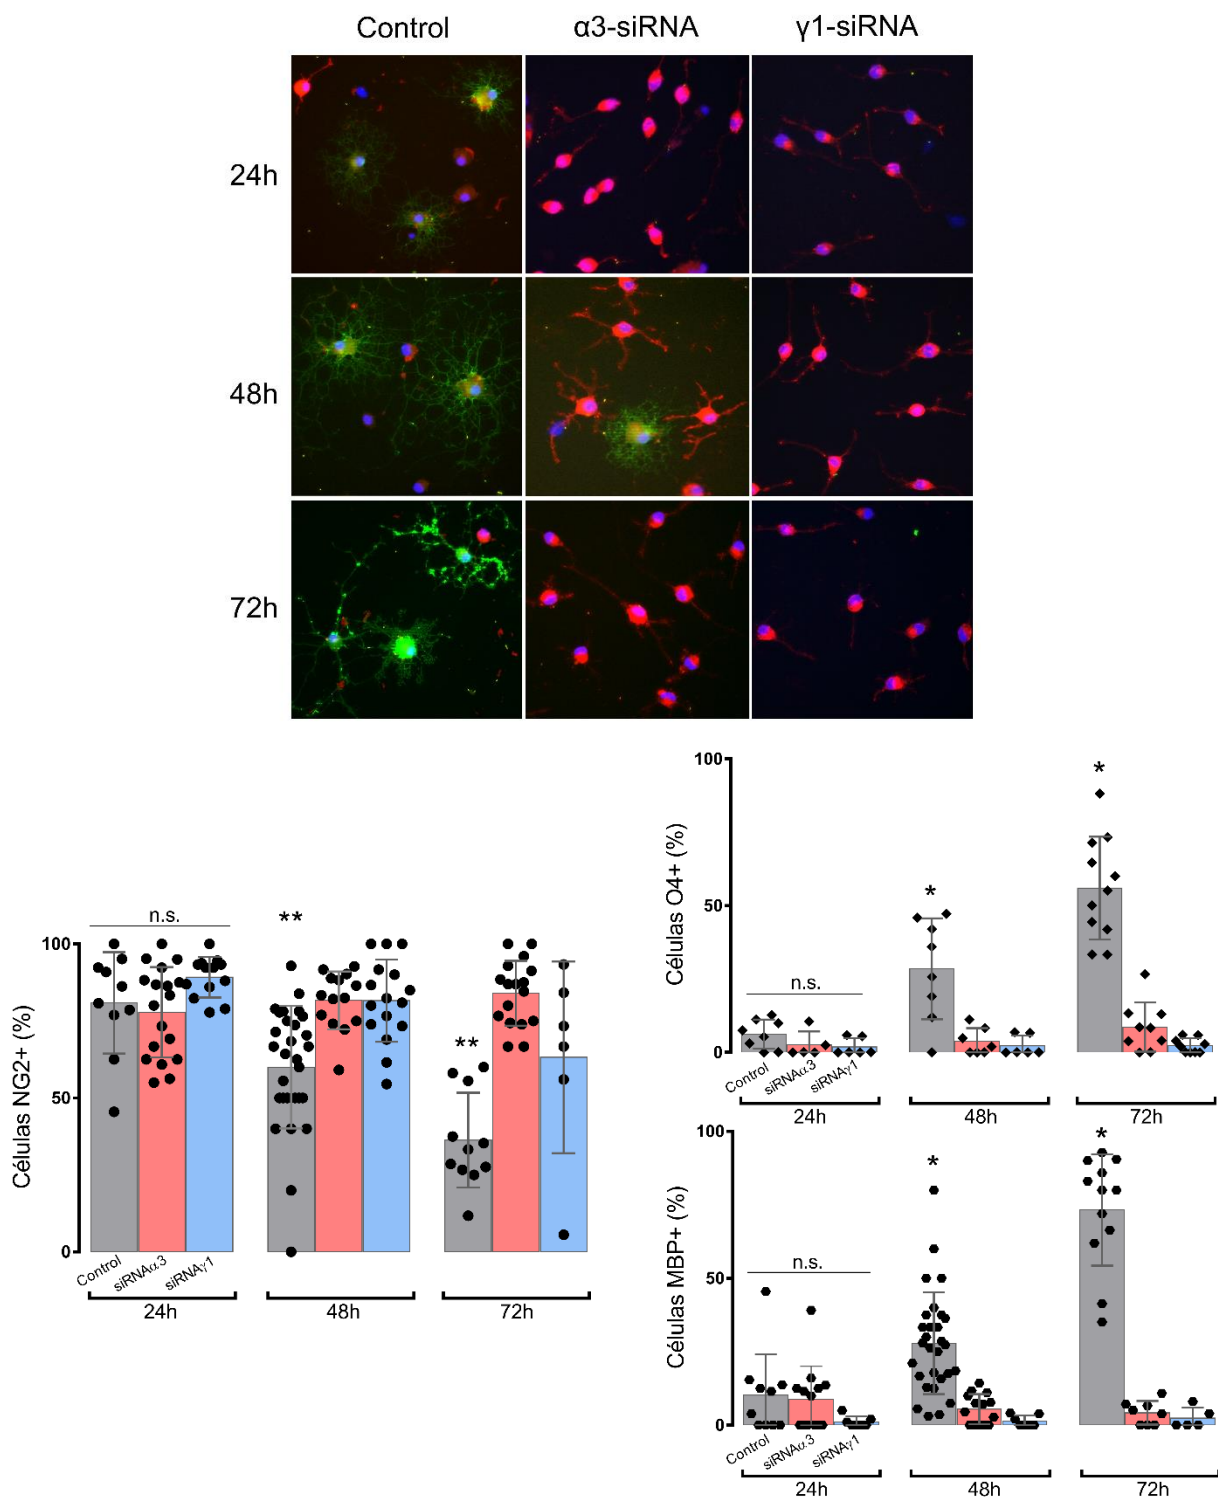 Control α3-siRNA γ1-siRNA
24h
48h
72h
Células NG2+ (%)
100
50
0
n.s.
**
**
Control siRNAα3 siRNAγ1
24h 48h 72h
Células O4+ (%)
100
50
0
n.s.
*
*
Control siRNAα3 siRNAγ1
24h 48h 72h
Células MBP+ (%)
100
50
0
n.s.
*
*
Control siRNAα3 siRNAγ1
24h 48h 72h